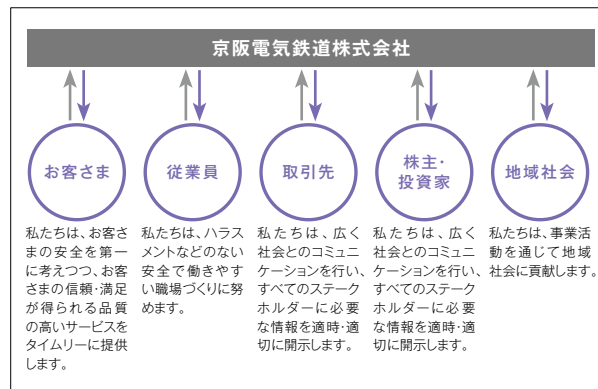 京阪電気鉄道株式会社
お客さま
従業員
取引先
株主・
投資家
地域社会
私たちは、お客さ
まの安全を第一
に考えつつ、お客
さまの信頼・満足
が得られる品質
の高いサービスを
タイムリーに提供
します。
私たちは、ハラス
メントなどのない
安全で働きやす
い職場づくりに努
めます。
私たちは、広く
社会とのコミュニ
ケーションを行い、
すべてのステーク
ホルダーに必要
な情報を適時・適
切に開示します。
私たちは、広く
社会とのコミュニ
ケーションを行い、
すべてのステーク
ホルダーに必要
な情報を適時・適
切に開示します。
私たちは、事業活
動を通じて地域
社会に貢献します。